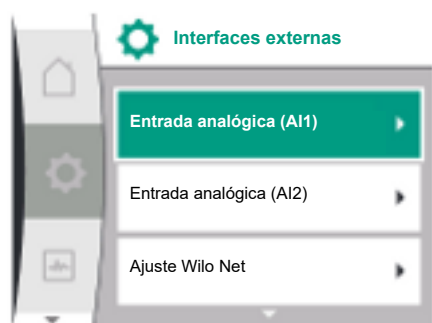 Interfaces externas
Entrada analógica (AI1)
Entrada analógica (AI2)
Ajuste Wilo Net